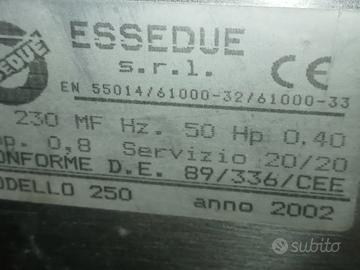 ESSEDUE
s.r.l.
CE
ESSEDUE
EN 55014/61000-32/61000-33
230 MF Hz. 50 Hp 0.40
p. 0,8 Servizio 20/20
ONFORME D.E. 89/336/CEE
ODELLO 250 anno 2002
subito